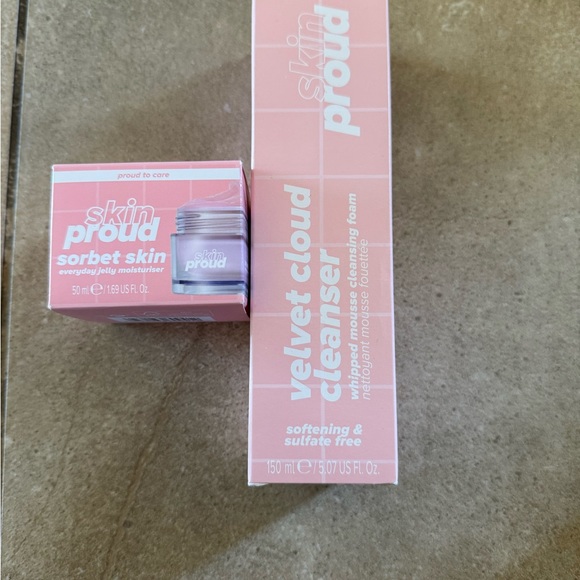 proud to care
skin
proud
sorbet skin
everyday jelly moisturiser
50 ml ℮ / 1.69 US Fl. Oz.
skin
proud
skin
proud
velvet cloud
cleanser
whipped mousse cleansing foam
nettoyant mousse fouettée
softening &
sulfate free
150 ml ℮ / 5.07 US Fl. Oz.